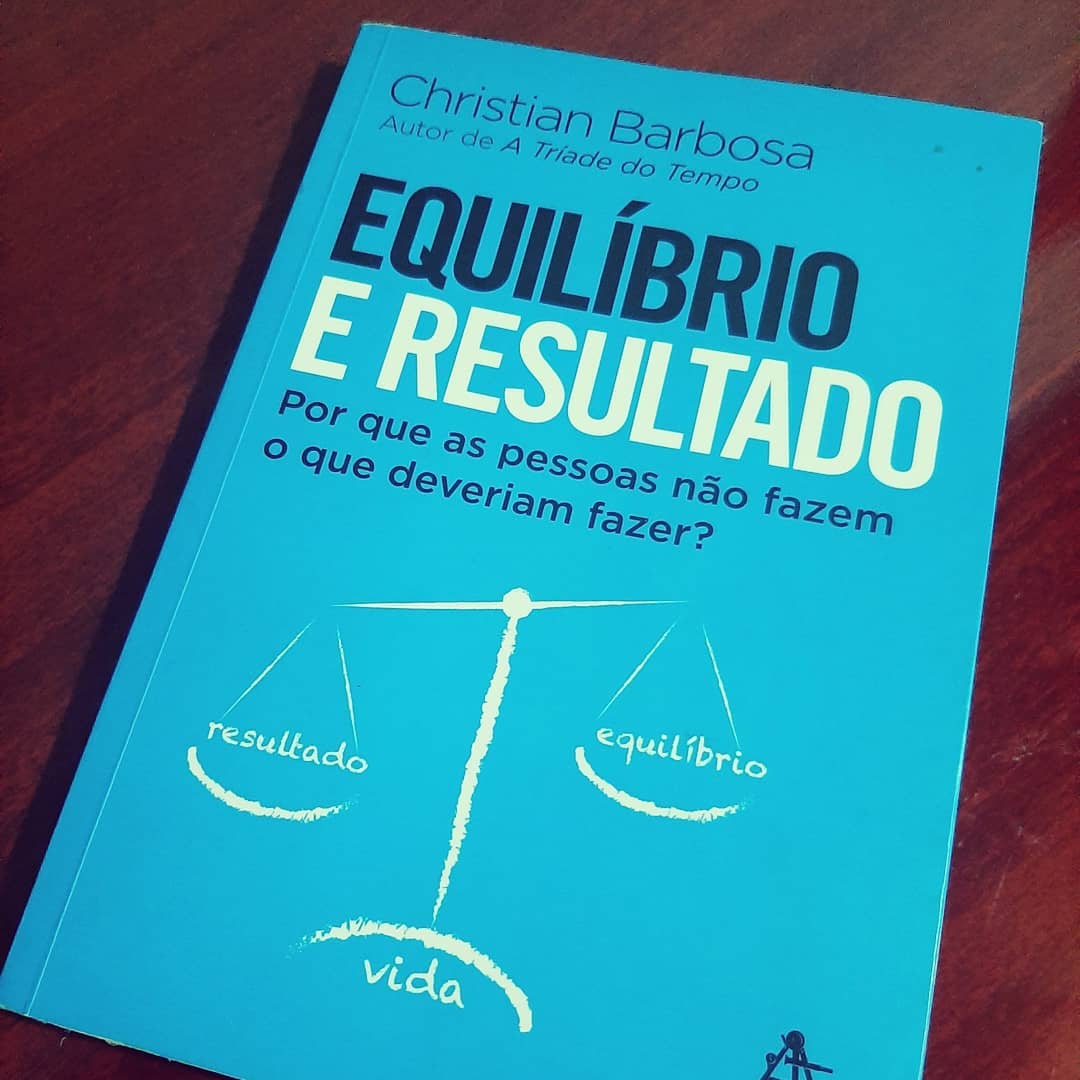 Christian Barbosa
Autor de A Tríade do Tempo
EQUILÍBRIO
E RESULTADO
Por que as pessoas não fazem
o que deveriam fazer?
resultado
equilíbrio
vida